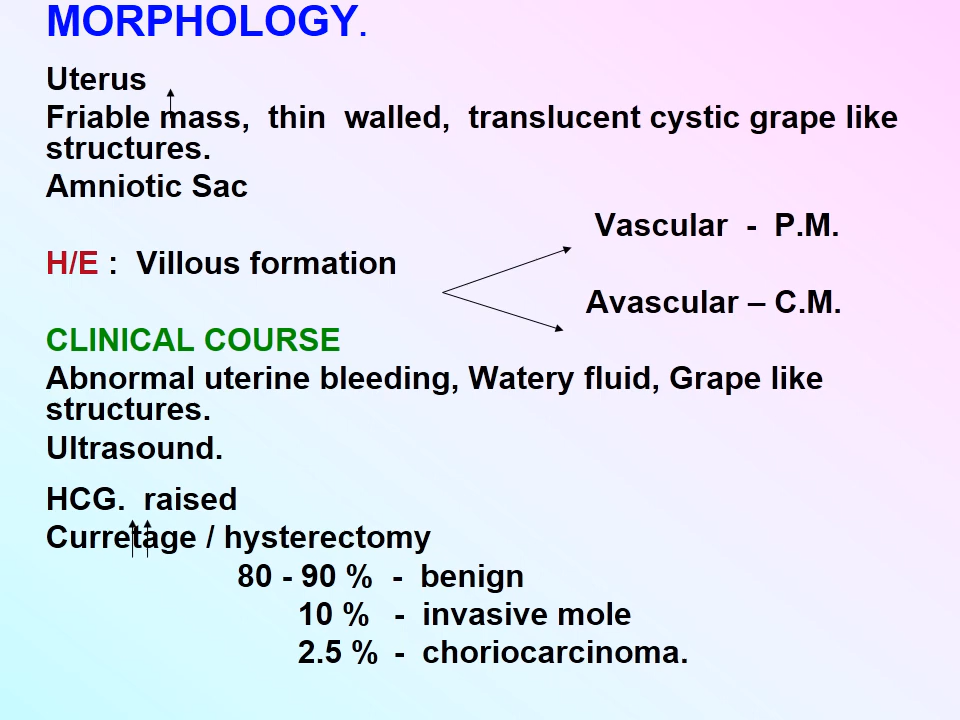 MORPHOLOGY.
Uterus
Friable mass, thin walled, translucent cystic grape like
structures.
Amniotic Sac
Vascular - P.M.
H/E : Villous formation
Avascular – C.M.
CLINICAL COURSE
Abnormal uterine bleeding, Watery fluid, Grape like
structures.
Ultrasound.
HCG. raised
Curretage / hysterectomy
80 - 90 % - benign
10 % - invasive mole
2.5 % - choriocarcinoma.